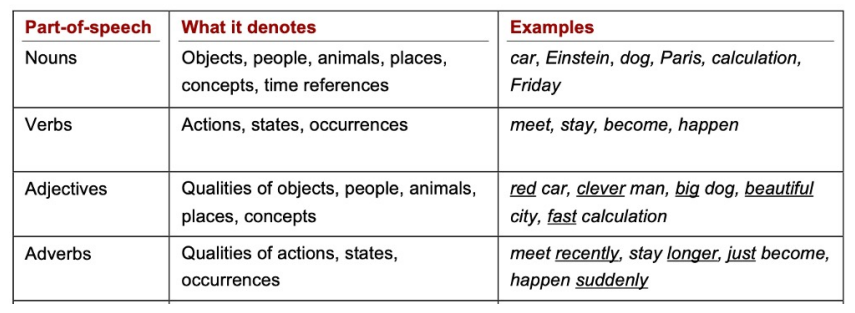 Part-of-speech What it denotes Examples
Nouns Objects, people, animals, places, car, Einstein, dog, Paris, calculation,
concepts, time references Friday
Verbs Actions, states, occurrences meet, stay, become, happen
Adjectives Qualities of objects, people, animals, red car, clever man, big dog, beautiful
places, concepts city, fast calculation
Adverbs Qualities of actions, states, meet recently, stay longer, just become,
occurrences happen suddenly